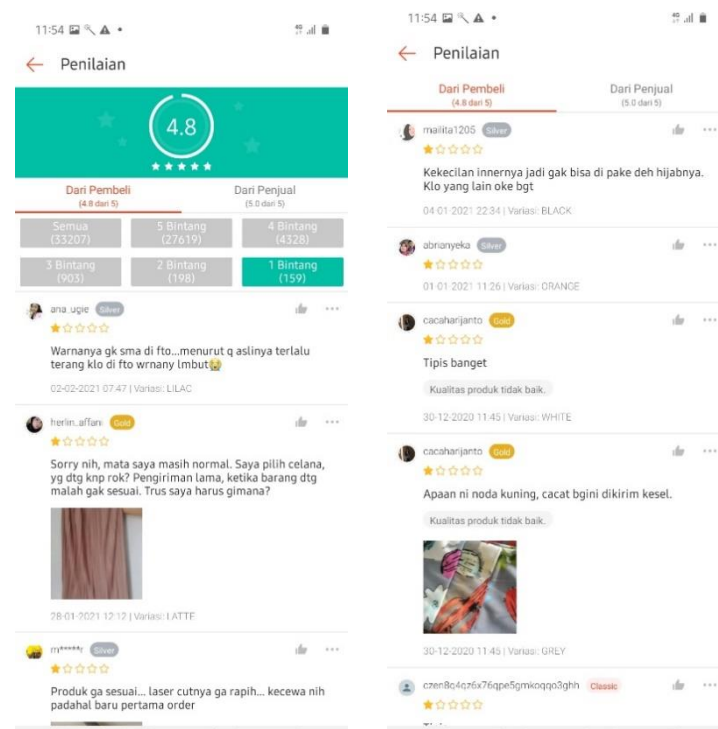 11:54
Penilaian
4.8
Dari Pembeli
(4.8 dari 5)
Dari Penjual
(5.0 dari 5)
Semua
(33207)
5 Bintang
(27619)
4 Bintang
(4328)
3 Bintang
(903)
2 Bintang
(198)
1 Bintang
(159)
ana_ugie Silver
Warnanya gk sma di fto...menurut q aslinya terlalu
terang klo di fto wrnany lmbut😭
02-02-2021 07:47 | Variasi: LILAC
herlin_affani Gold
Sorry nih, mata saya masih normal. Saya pilih celana,
yg dtg knp rok? Pengiriman lama, ketika barang dtg
malah gak sesuai. Trus saya harus gimana?
28-01-2021 12:12 | Variasi: LATTE
m*****r Silver
Produk ga sesuai... laser cutnya ga rapih... kecewa nih
padahal baru pertama order
11:54
4G
Penilaian
Dari Pembeli
(4.8 dari 5)
Dari Penjual
(5.0 dari 5)
mailita1205 Silver
Kekecilan innernya jadi gak bisa di pake deh hijabnya.
Klo yang lain oke bgt
04-01-2021 22:34 | Variasi: BLACK
abrianyeka Silver
01-01-2021 11:26 | Variasi: ORANGE
cacaharijanto Gold
Tipis banget
Kualitas produk tidak baik.
30-12-2020 11:45 | Variasi: WHITE
cacaharijanto Gold
Apaan ni noda kuning, cacat bgini dikirim kesel.
Kualitas produk tidak baik.
30-12-2020 11:45 | Variasi: GREY
czen8q4qz6x76qpe5gmkoqqo3ghh Classic